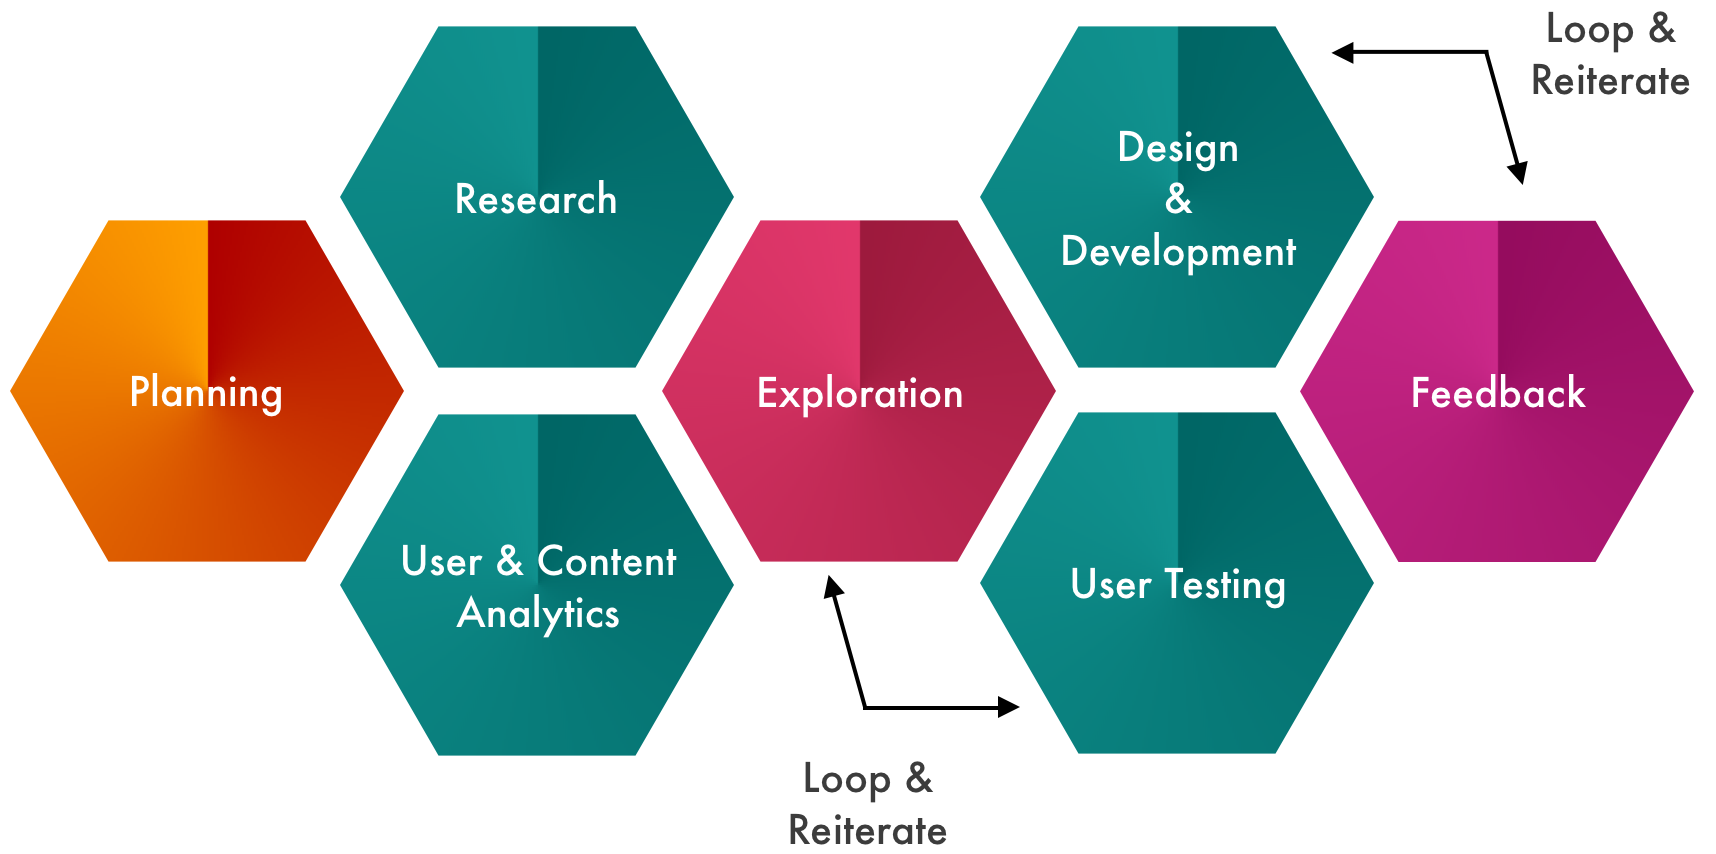 Loop &
Reiterate
Research
Design
&
Development
Planning
Exploration
Feedback
User & Content
Analytics
User Testing
Loop &
Reiterate